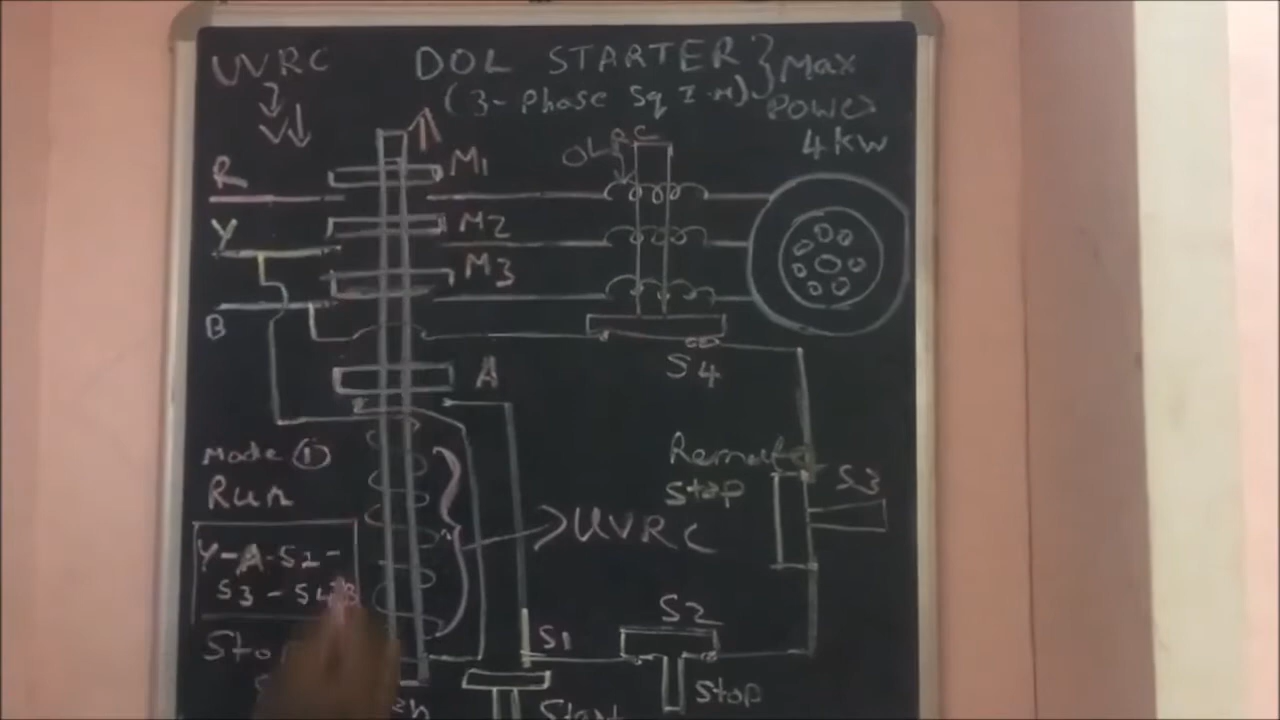 UVRC
DOL STARTER } Max
(3-Phase Sq I.M) Power
4KW
V↓
R
M1
OLRC
Y
M2
M3
B
S4
A
Mode ①
Run
Remote
Stop
S3
UVRC
Y-A-S2-
S3-S4-B
S2
S1
Stop
Start